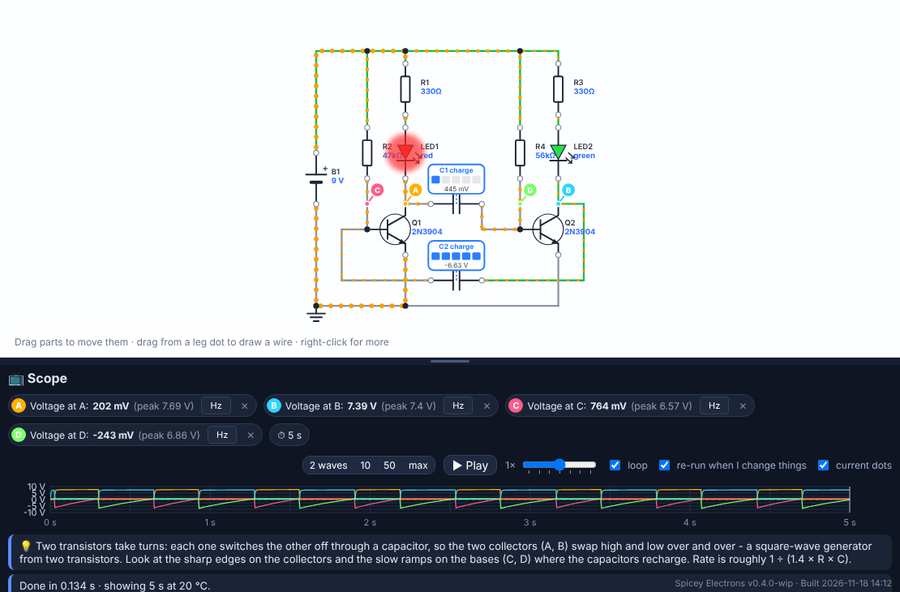 R1
330Ω
R3
330Ω
R2
47kΩ
LED1
red
R4
56kΩ
LED2
green
+
B1
9 V
C1 charge
445 mV
C
A
D
B
Q1
2N3904
Q2
2N3904
C2 charge
-6.63 V
Drag parts to move them · drag from a leg dot to draw a wire · right-click for more
📺 Scope
A Voltage at A: 202 mV (peak 7.69 V) Hz ×
B Voltage at B: 7.39 V (peak 7.4 V) Hz ×
C Voltage at C: 764 mV (peak 6.57 V) Hz ×
D Voltage at D: -243 mV (peak 6.86 V) Hz ×
⏱ 5 s
2 waves 10 50 max ▶ Play 1× loop re-run when I change things current dots
10 V
5 V
0 V
-5 V
-10 V
0 s 1 s 2 s 3 s 4 s 5 s
💡 Two transistors take turns: each one switches the other off through a capacitor, so the two collectors (A, B) swap high and low over and over - a square-wave generator
from two transistors. Look at the sharp edges on the collectors and the slow ramps on the bases (C, D) where the capacitors recharge. Rate is roughly 1 ÷ (1.4 × R × C).
Done in 0.134 s · showing 5 s at 20 °C.
Spicey Electrons v0.4.0-wip · Built 2026-11-18 14:12